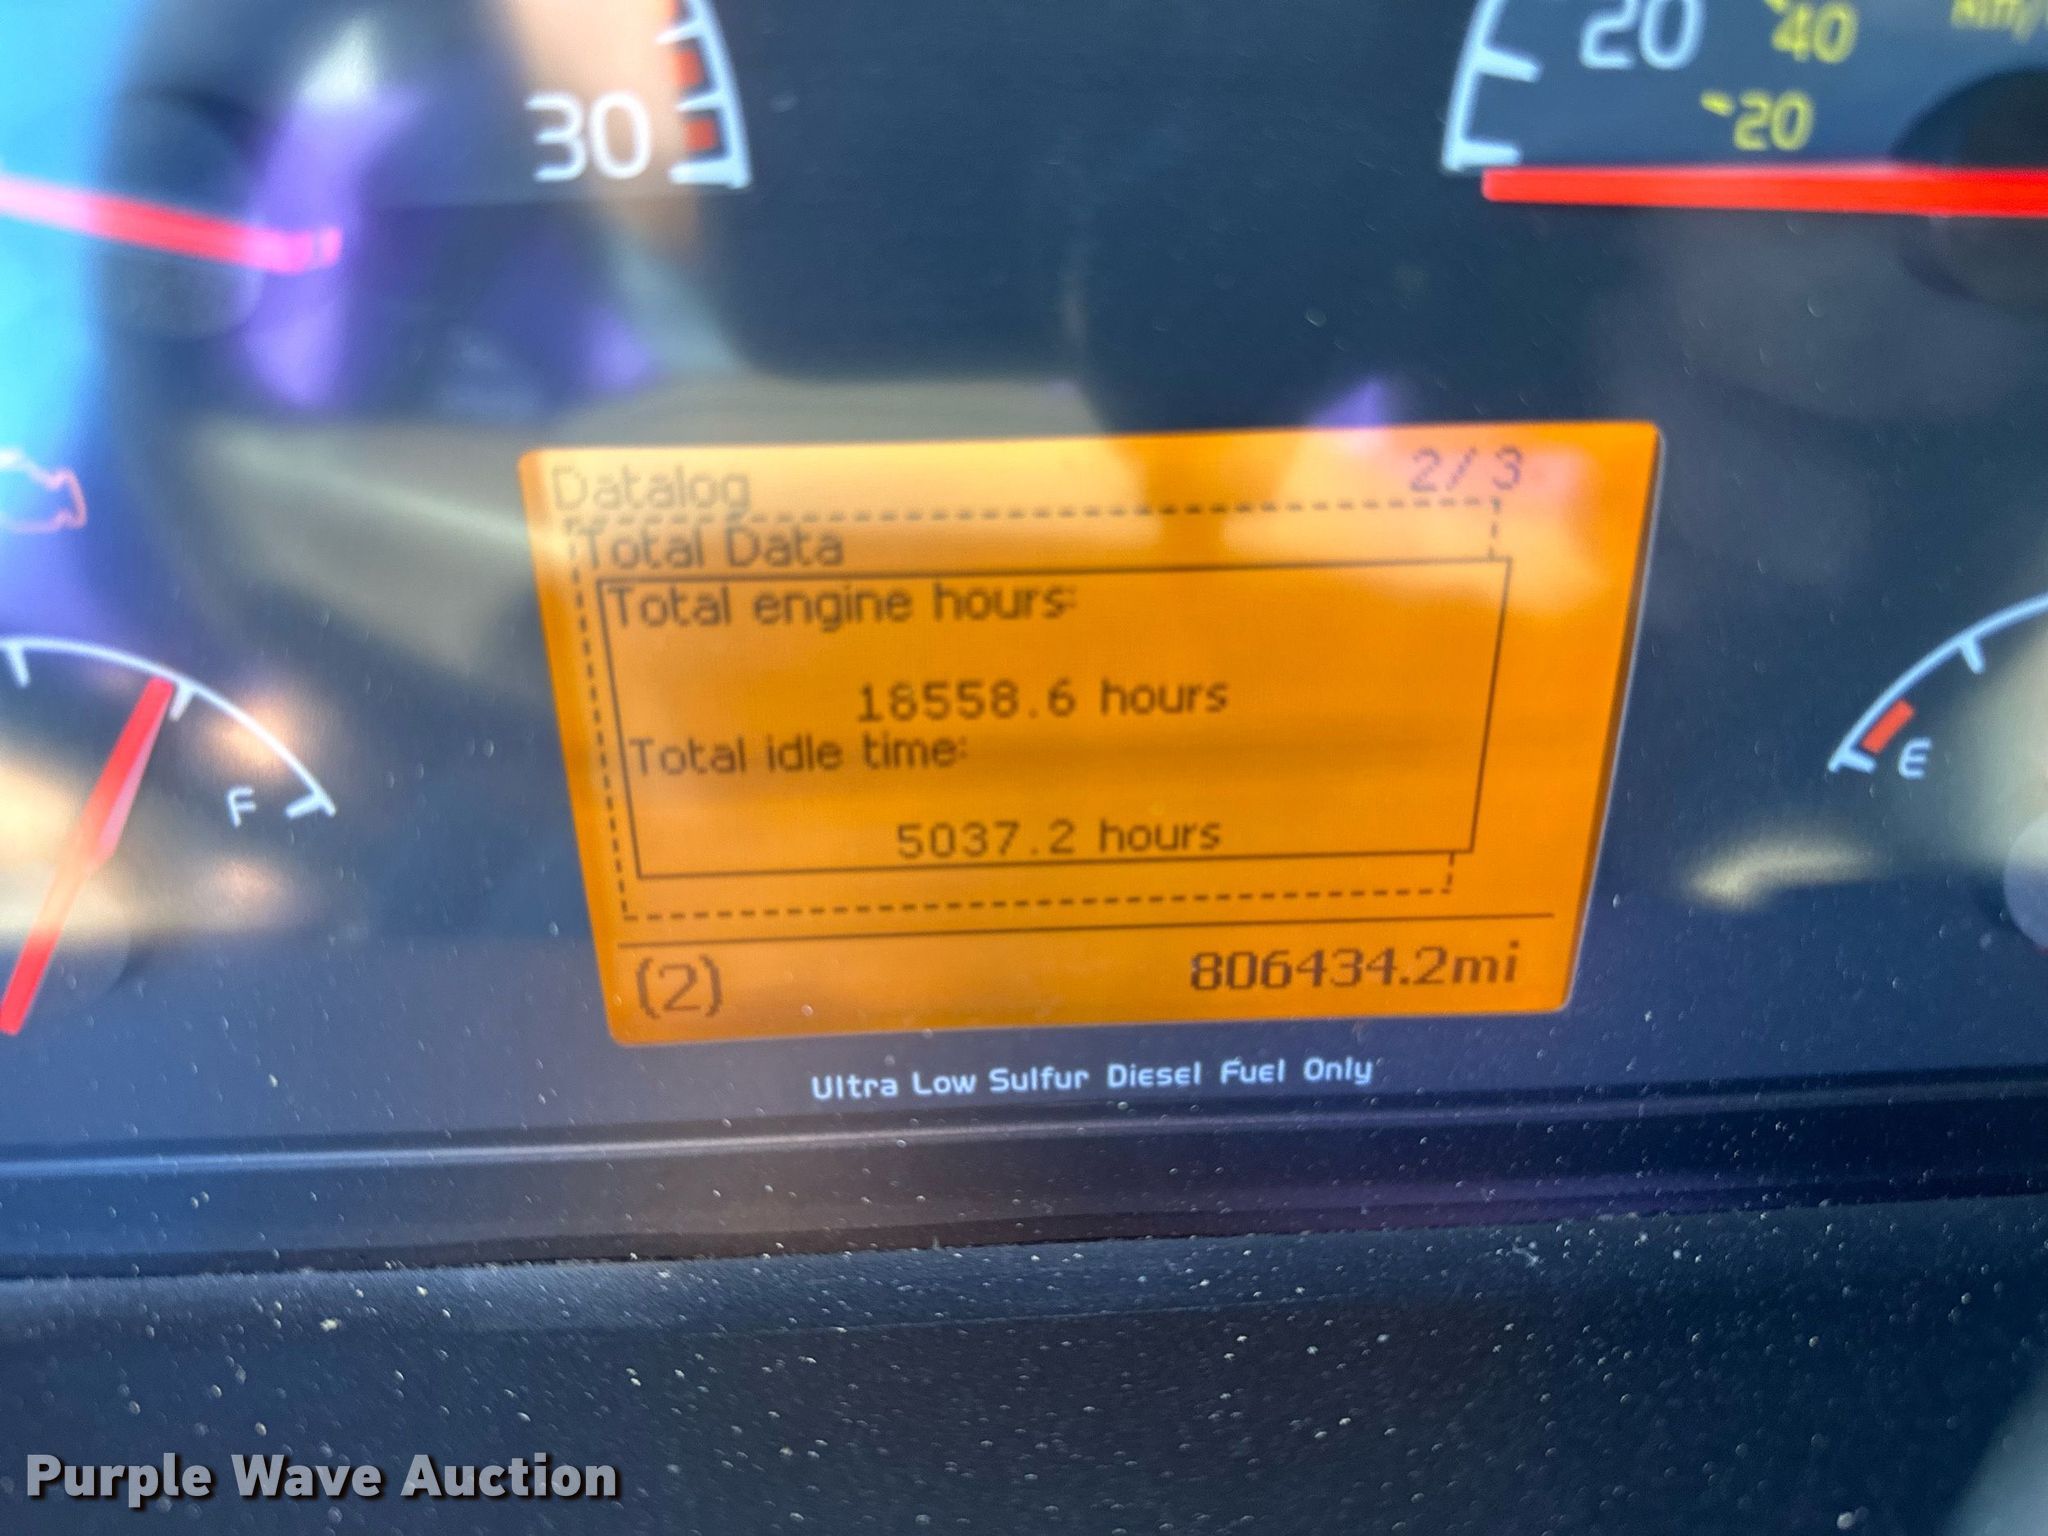 30
20
40
20
km/
Datalog 2/3
Total Data
Total engine hours:
18558.6 hours
Total idle time:
5037.2 hours
F
E
(2) 806434.2mi
Ultra Low Sulfur Diesel Fuel Only
Purple Wave Auction